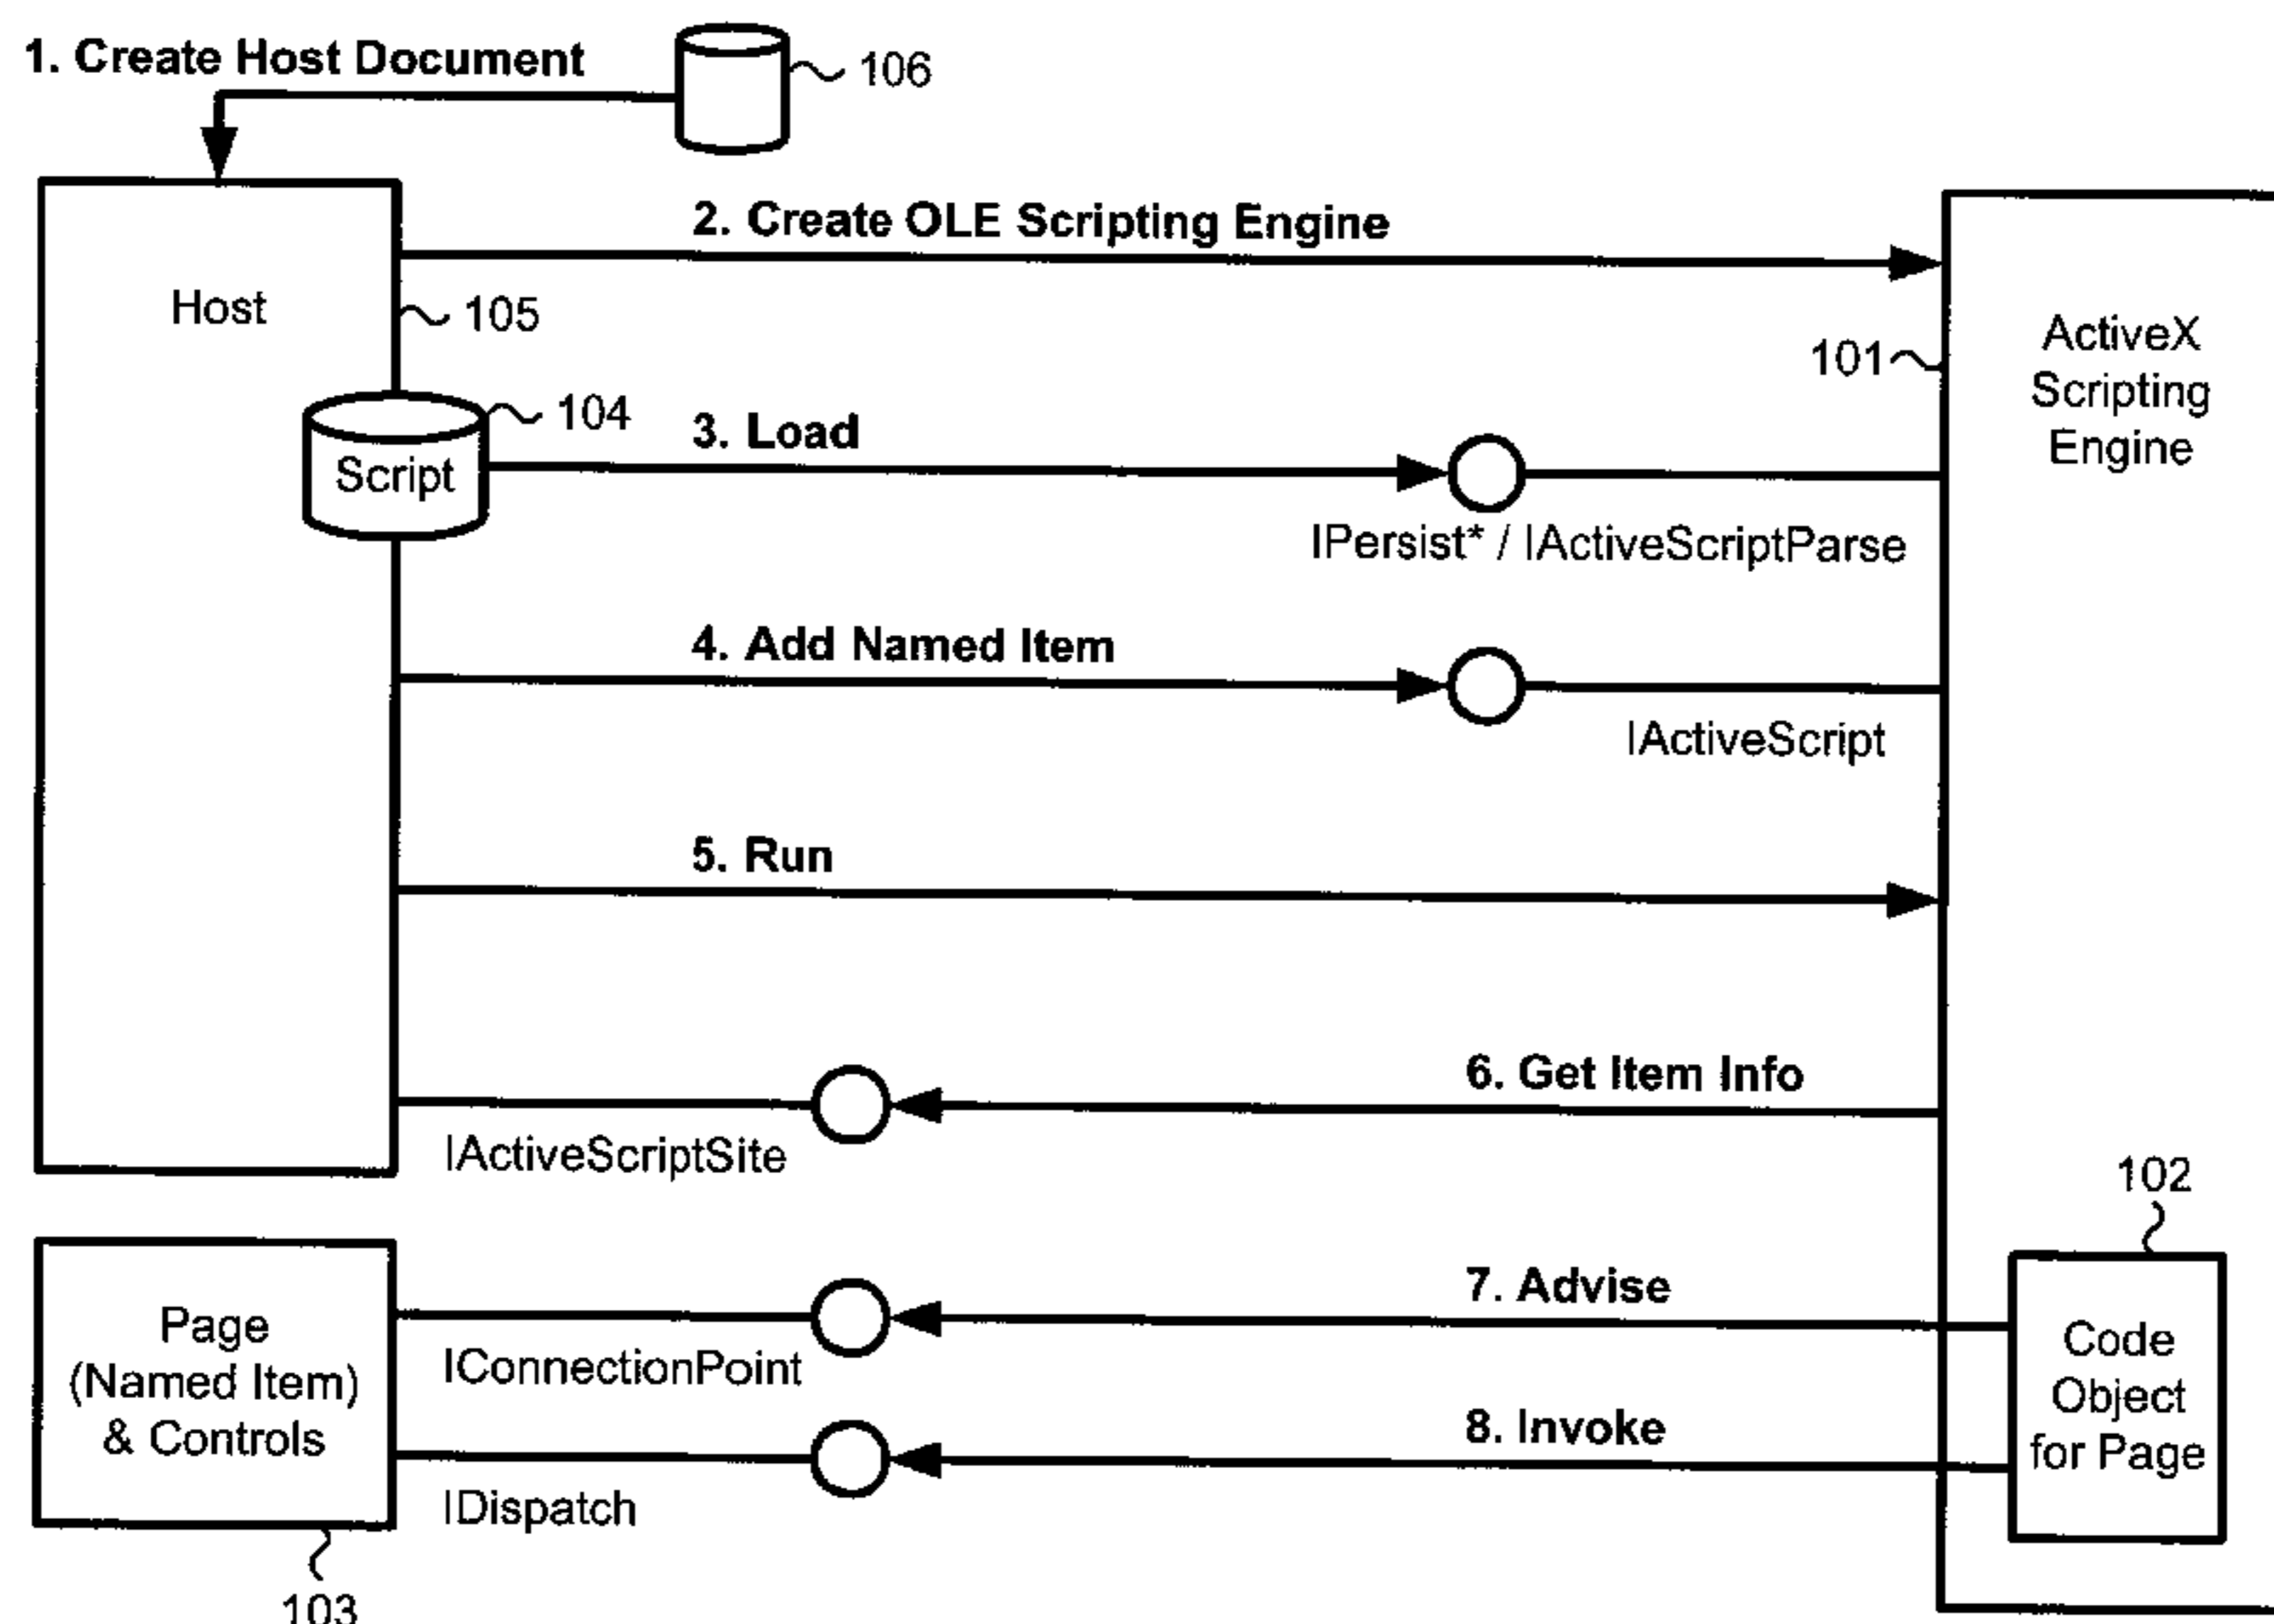 1. Create Host Document
106
2. Create OLE Scripting Engine
Host
105
101
ActiveX
Scripting
Engine
104
Script
3. Load
IPersist* / IActiveScriptParse
4. Add Named Item
IActiveScript
5. Run
6. Get Item Info
IActiveScriptSite
102
7. Advise
Page
(Named Item)
& Controls
IConnectionPoint
Code
Object
for Page
8. Invoke
IDispatch
103